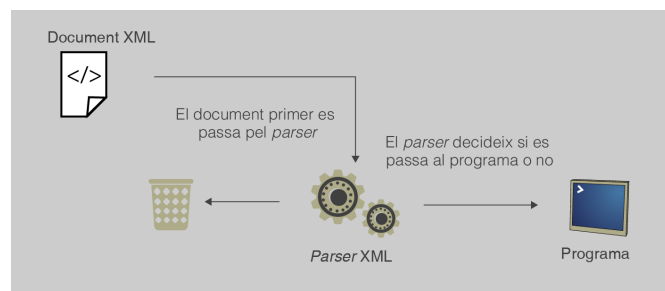 Document XML
</>
El document primer es
passa pel parser
El parser decideix si es
passa al programa o no
>
Parser XML
Programa